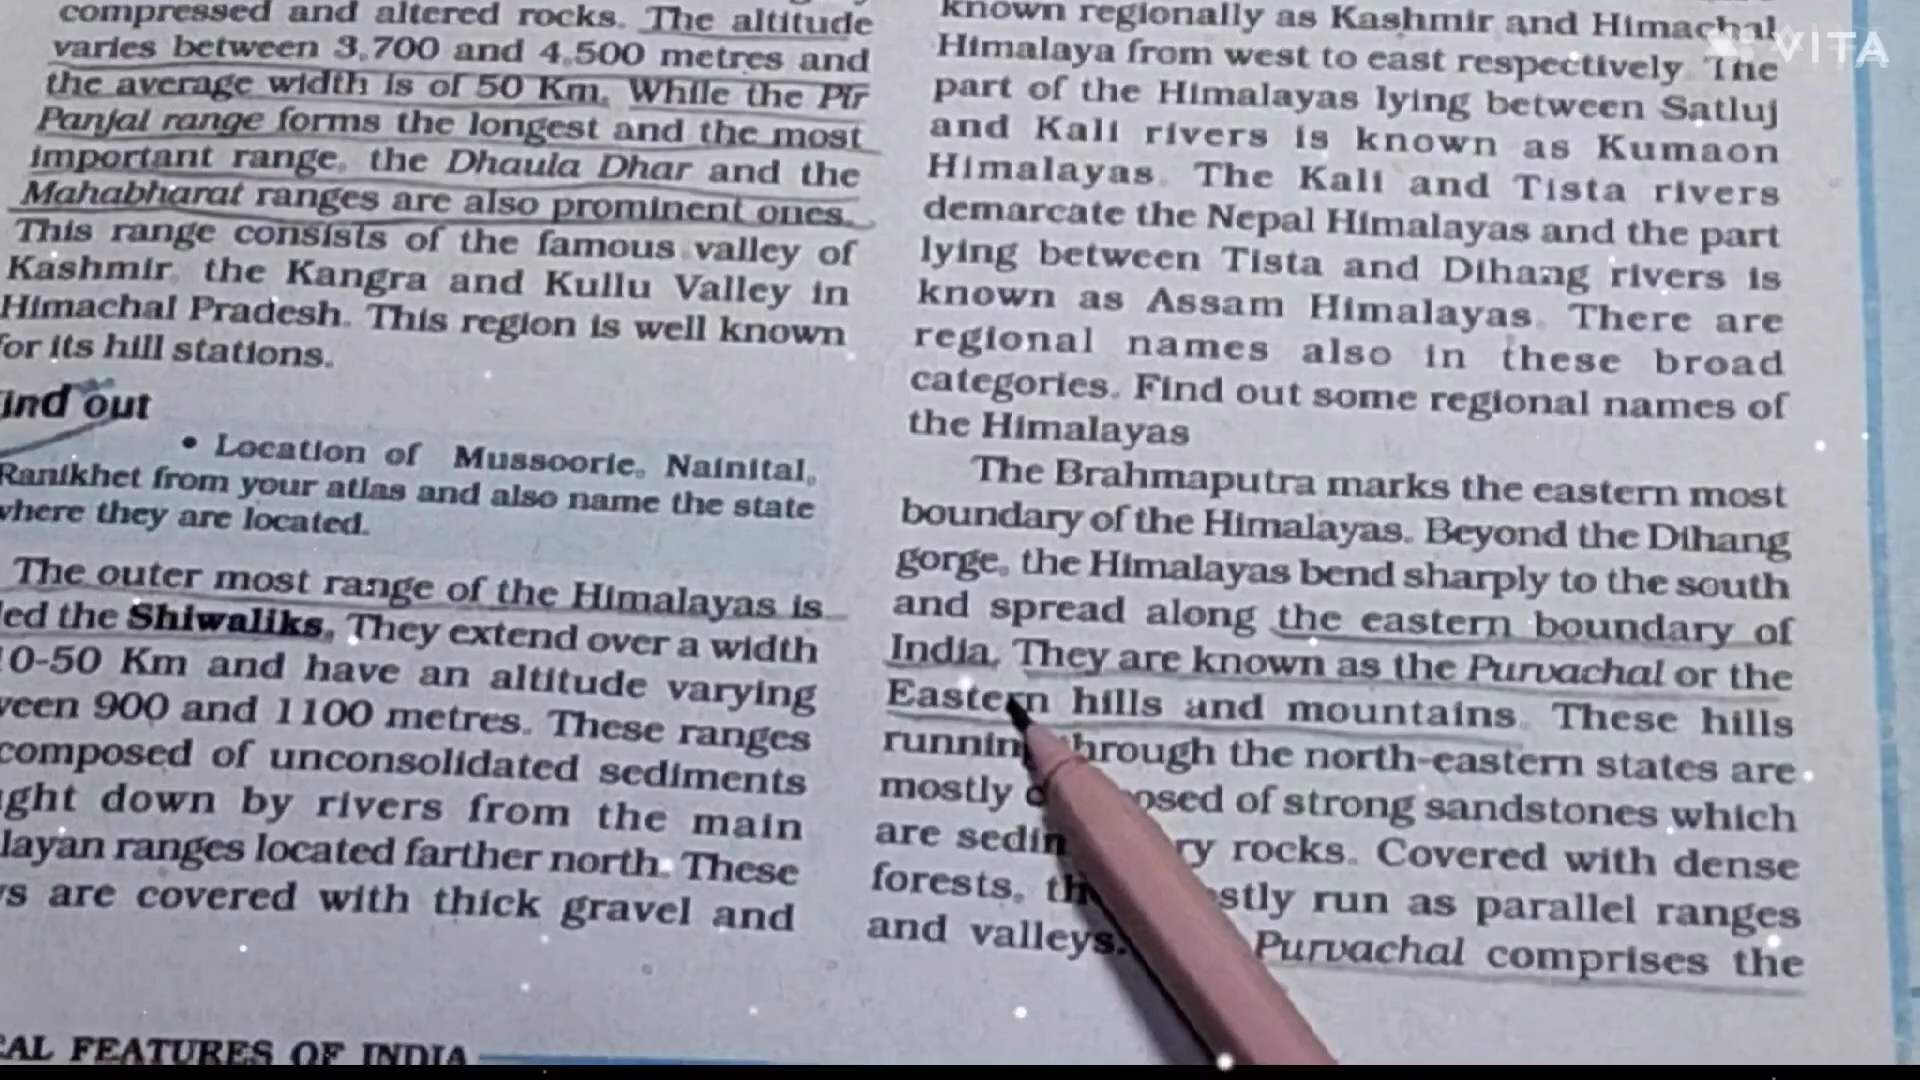 compressed and altered rocks. The altitude
varies between 3,700 and 4,500 metres and
the average width is of 50 Km. While the Pir
Panjal range forms the longest and the most
important range, the Dhaula Dhar and the
Mahabharat ranges are also prominent ones.
This range consists of the famous valley of
Kashmir, the Kangra and Kullu Valley in
Himachal Pradesh. This region is well known
for its hill stations.
ind out
• Location of Mussoorie, Nainital,
Ranikhet from your atlas and also name the state
where they are located.
The outer most range of the Himalayas is
led the Shiwaliks. They extend over a width
0-50 Km and have an altitude varying
ween 900 and 1100 metres. These ranges
composed of unconsolidated sediments
ght down by rivers from the main
layan ranges located farther north. These
s are covered with thick gravel and
AL FEATURES OF INDIA
known regionally as Kashmir and Himachal
Himalaya from west to east respectively. The
part of the Himalayas lying between Satluj
and Kali rivers is known as Kumaon
Himalayas. The Kali and Tista rivers
demarcate the Nepal Himalayas and the part
lying between Tista and Dihang rivers is
known as Assam Himalayas. There are
regional names also in these broad
categories. Find out some regional names of
the Himalayas
The Brahmaputra marks the eastern most
boundary of the Himalayas. Beyond the Dihang
gorge, the Himalayas bend sharply to the south
and spread along the eastern boundary of
India. They are known as the Purvachal or the
Eastern hills and mountains. These hills
running through the north-eastern states are
mostly osed of strong sandstones which
are sedim ry rocks. Covered with dense
forests, th stly run as parallel ranges
and valleys. Purvachal comprises the
VITA